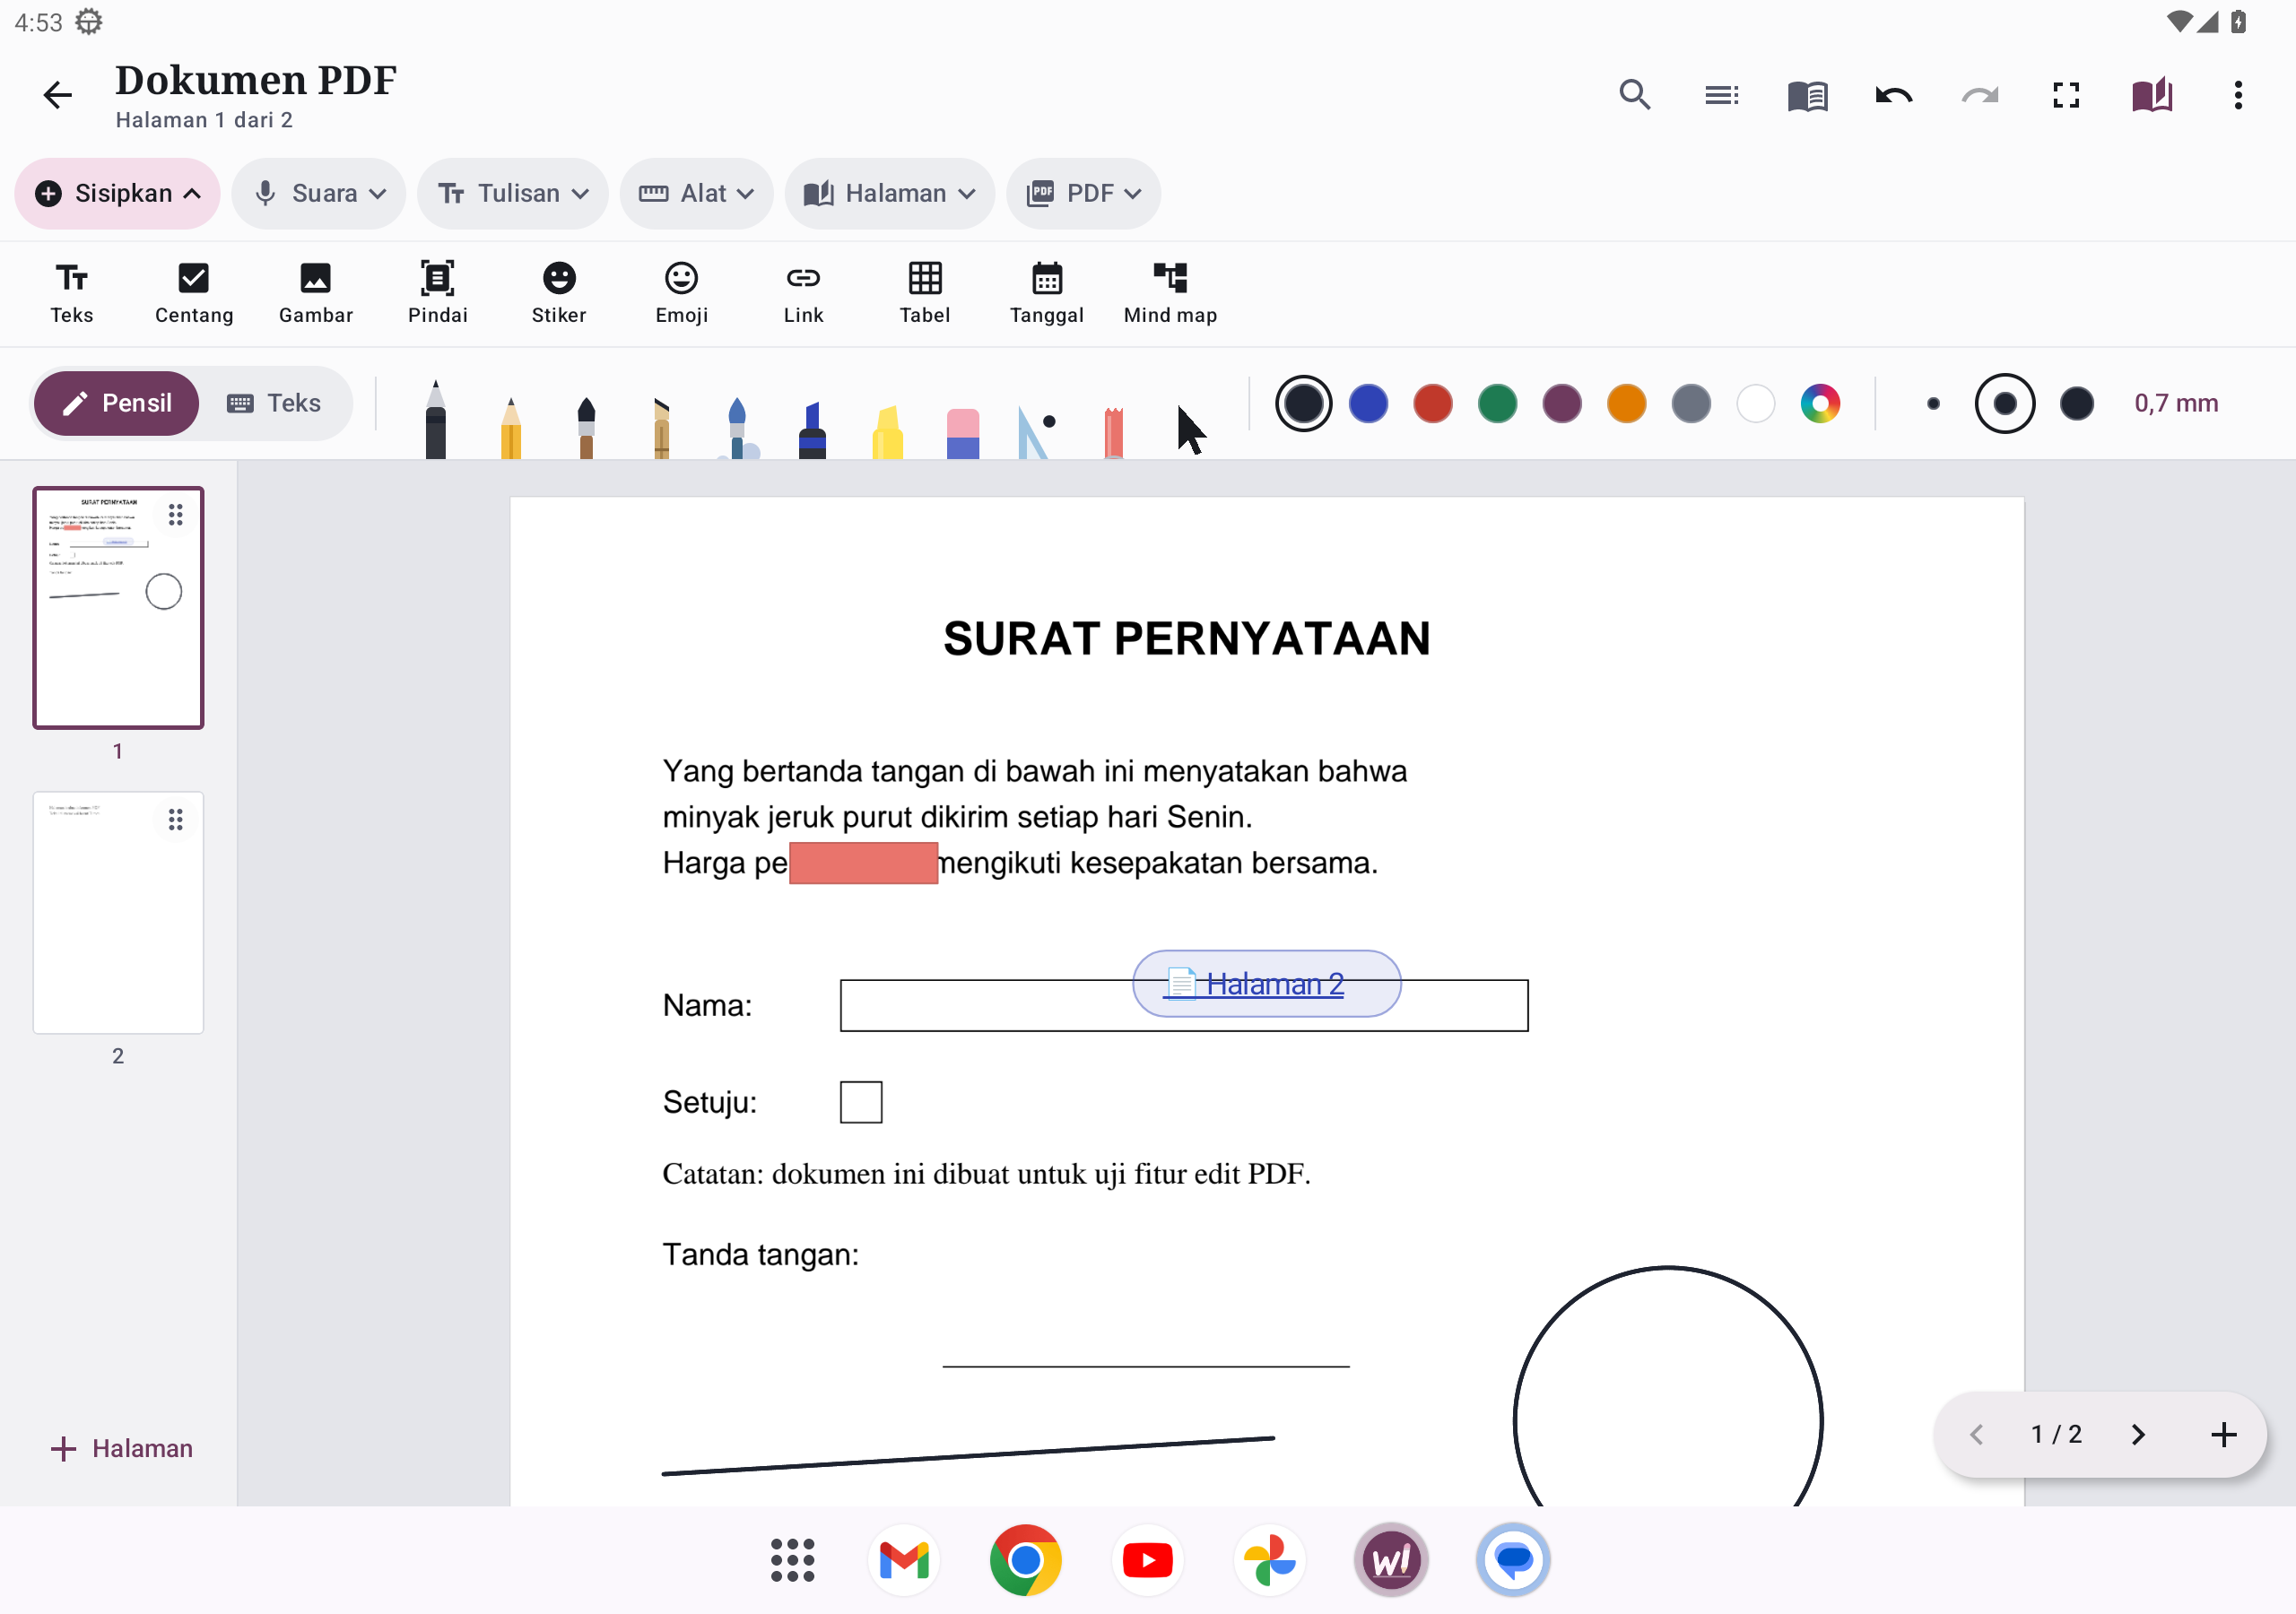 4:53
Dokumen PDF
Halaman 1 dari 2
Sisipkan
Suara
Tulisan
Alat
Halaman
PDF
PDF
Teks
Centang
Gambar
Pindai
Stiker
Emoji
Link
Tabel
Tanggal
Mind map
Pensil
Teks
0,7 mm
SURAT PERNYATAAN
1
2
Halaman
SURAT PERNYATAAN
Yang bertanda tangan di bawah ini menyatakan bahwa
minyak jeruk purut dikirim setiap hari Senin.
Harga pe mengikuti kesepakatan bersama.
Nama:
Halaman 2
Setuju:
Catatan: dokumen ini dibuat untuk uji fitur edit PDF.
Tanda tangan:
1 / 2